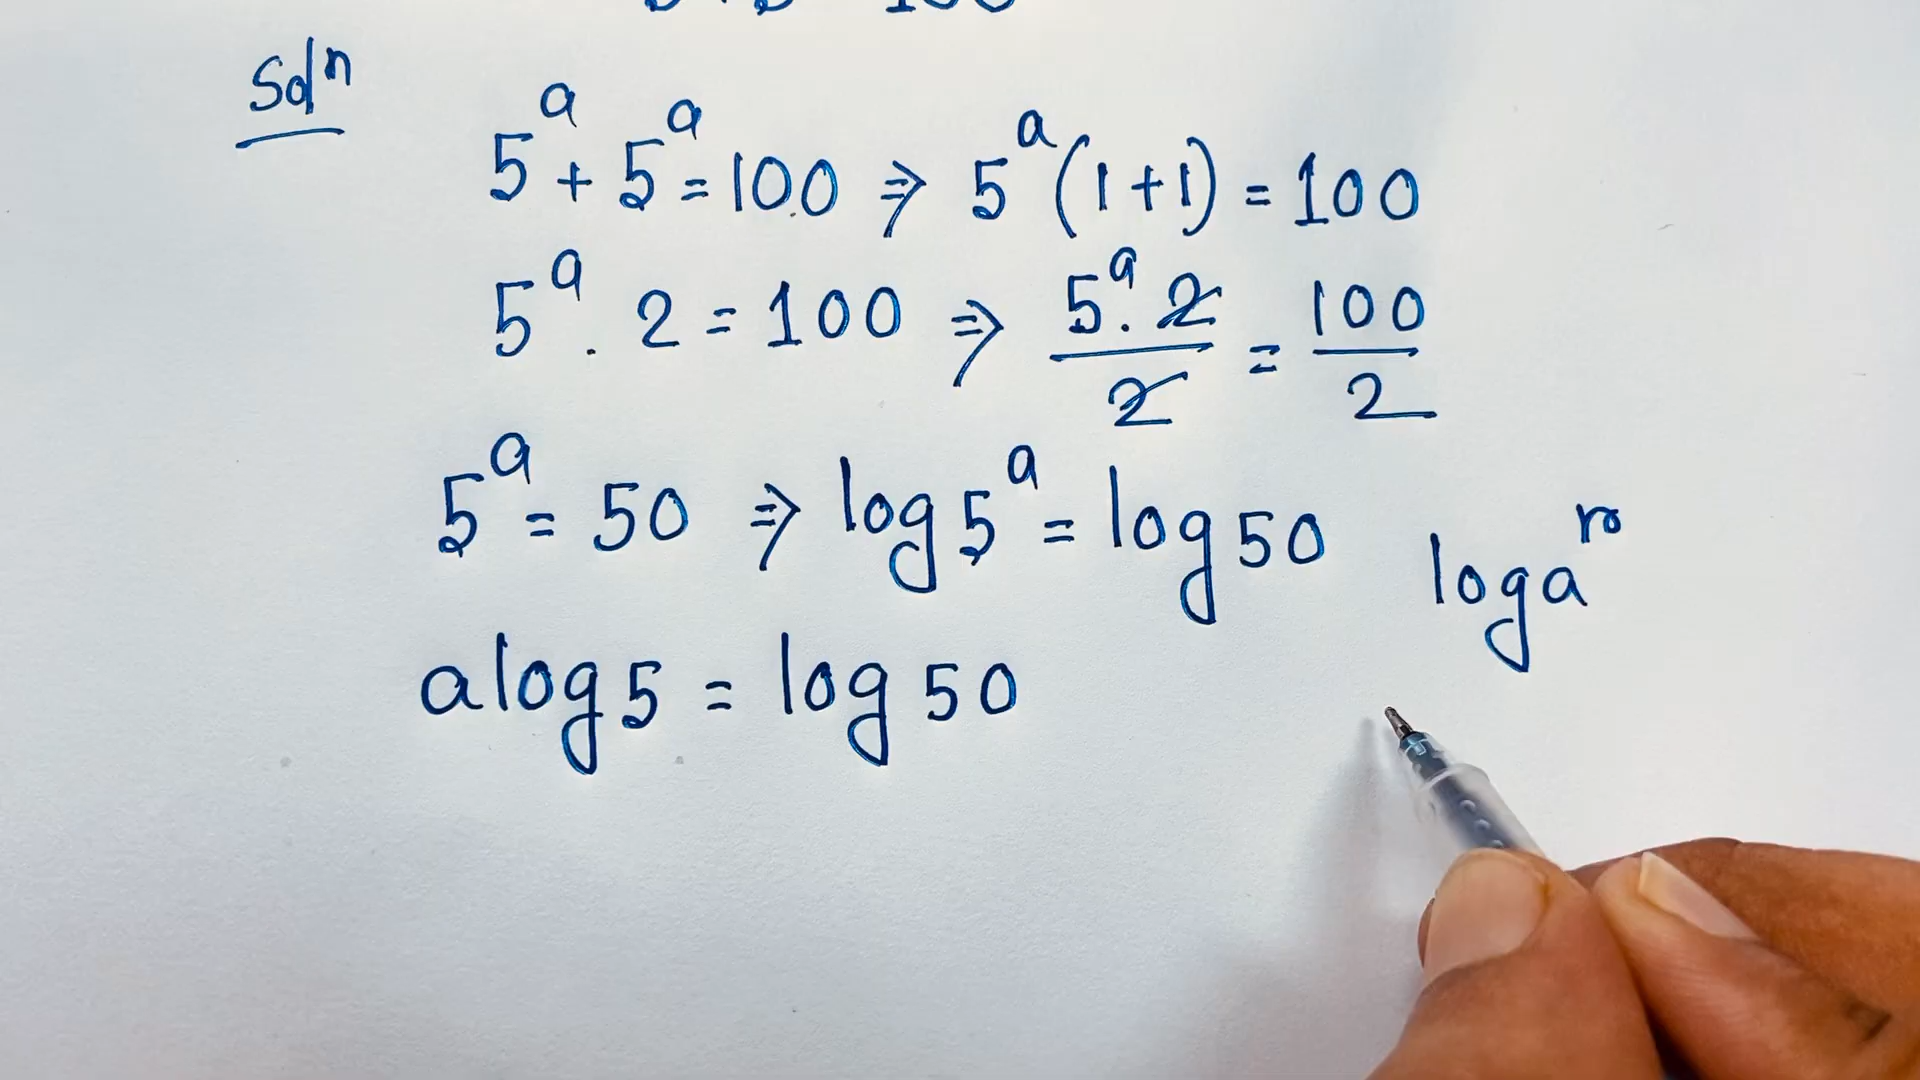 Solⁿ
5^a + 5^a = 100 ⇒ 5^a (1+1) = 100
5^a . 2 = 100 ⇒ 5^a . 2 / 2 = 100 / 2
5^a = 50 ⇒ log 5^a = log 50
log a^n
a log 5 = log 50